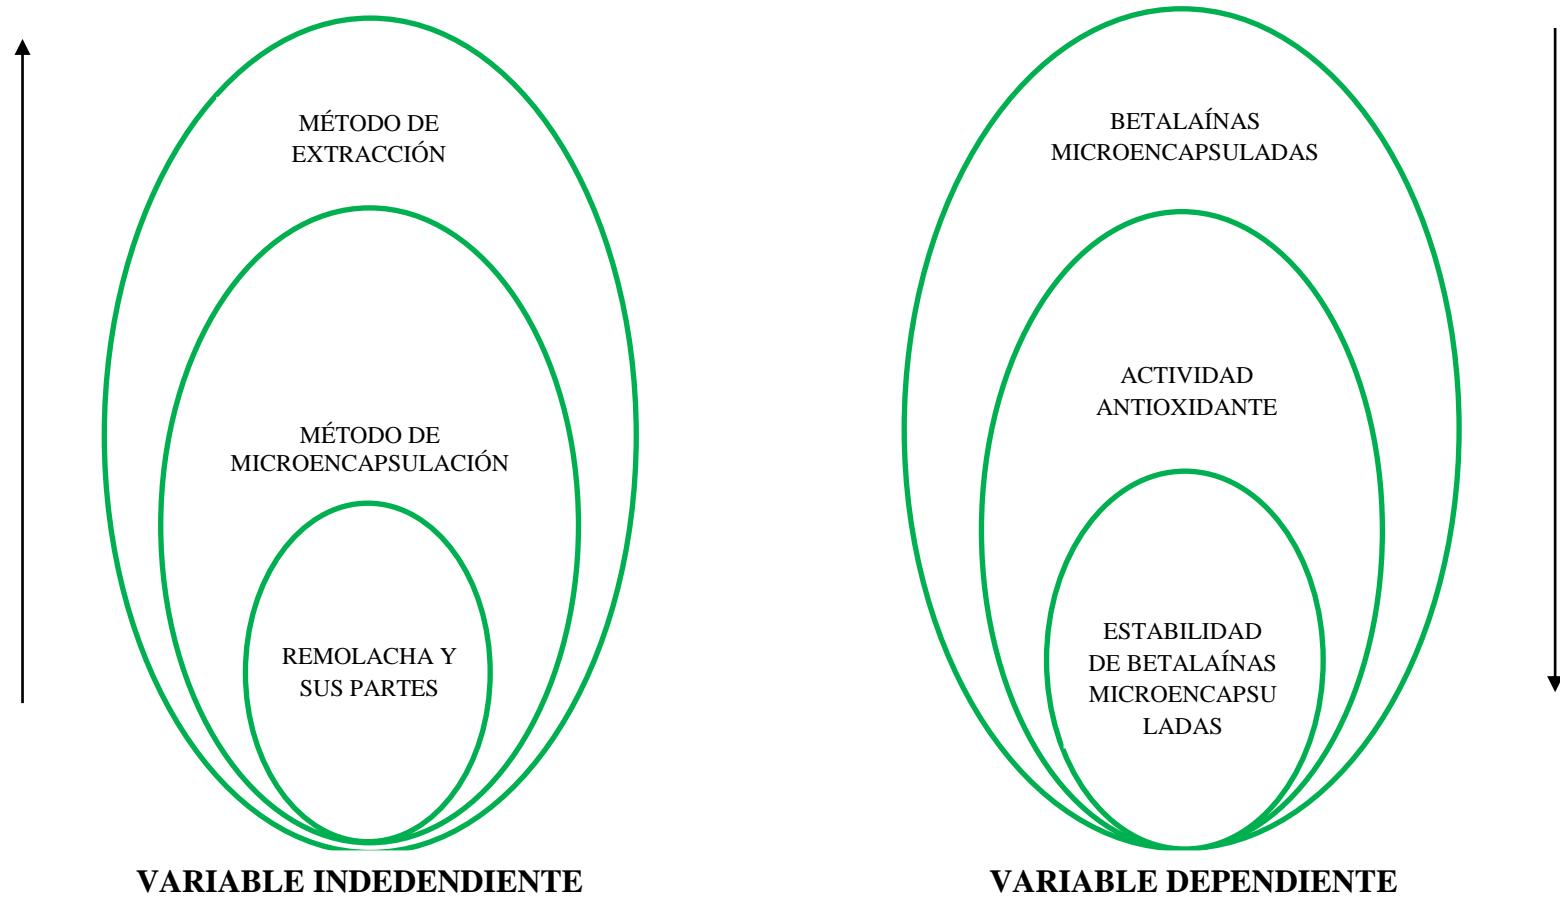 MÉTODO DE
EXTRACCIÓN
MÉTODO DE
MICROENCAPSULACIÓN
REMOLACHA Y
SUS PARTES
VARIABLE INDEDENDIENTE
BETALAÍNAS
MICROENCAPSULADAS
ACTIVIDAD
ANTIOXIDANTE
ESTABILIDAD
DE BETALAÍNAS
MICROENCAPSU
LADAS
VARIABLE DEPENDIENTE